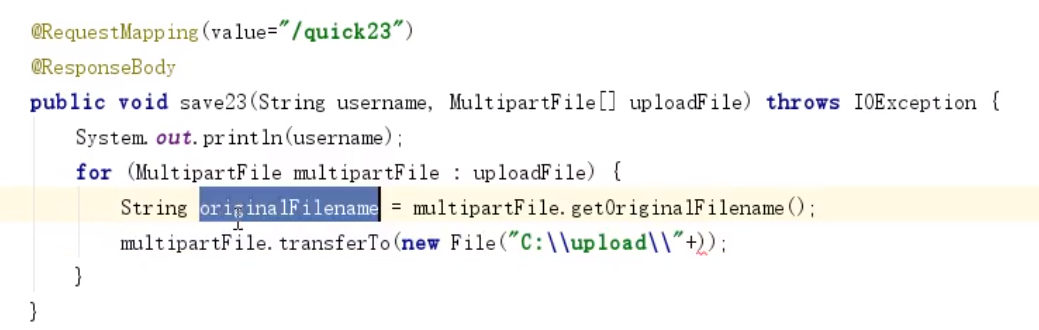 @RequestMapping(value="/quick23")
@ResponseBody
public void save23(String username, MultipartFile[] uploadFile) throws IOException {
    System.out.println(username);
    for (MultipartFile multipartFile : uploadFile) {
        String originalFilename = multipartFile.getOriginalFilename();
        multipartFile.transferTo(new File("C:\\upload\\"+));
    }
}